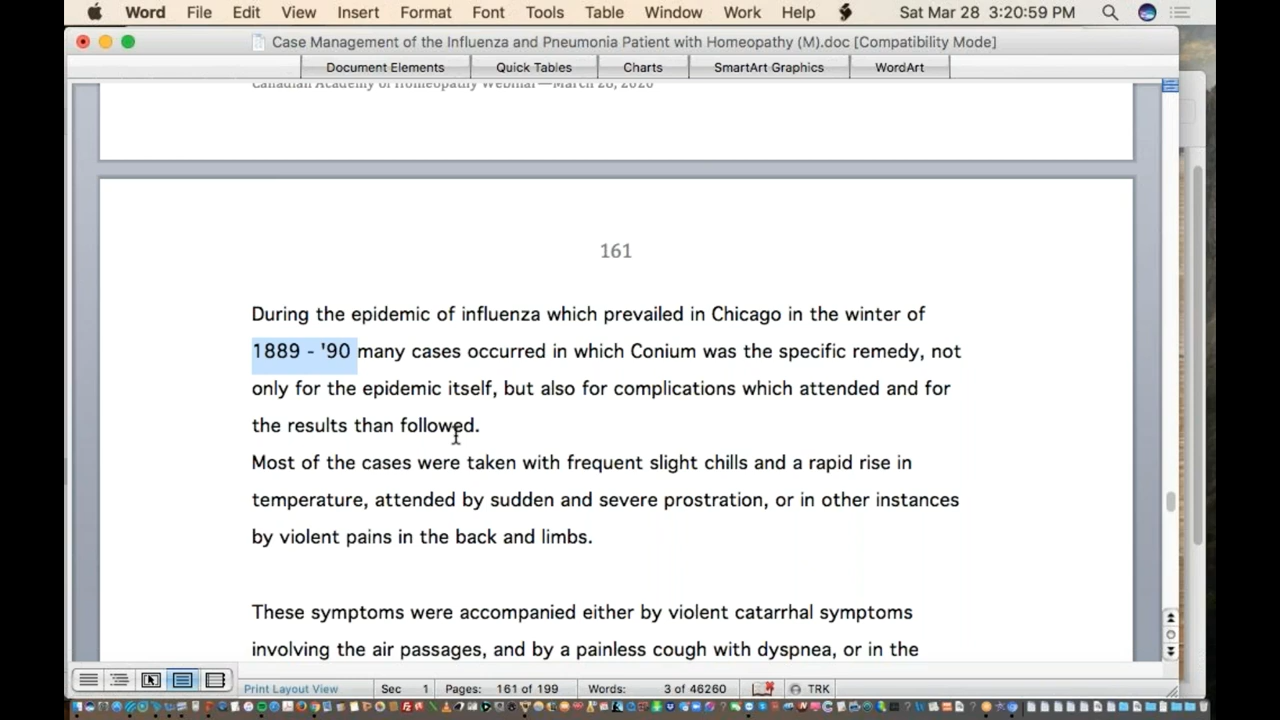 Word File Edit View Insert Format Font Tools Table Window Work Help Sat Mar 28 3:20:59 PM
Case Management of the Influenza and Pneumonia Patient with Homeopathy (M).doc [Compatibility Mode]
Document Elements Quick Tables Charts SmartArt Graphics WordArt
Canadian Academy of Homeopathy Webinar—March 28, 2020
161
During the epidemic of influenza which prevailed in Chicago in the winter of
1889 - '90 many cases occurred in which Conium was the specific remedy, not
only for the epidemic itself, but also for complications which attended and for
the results than followed.
Most of the cases were taken with frequent slight chills and a rapid rise in
temperature, attended by sudden and severe prostration, or in other instances
by violent pains in the back and limbs.
These symptoms were accompanied either by violent catarrhal symptoms
involving the air passages, and by a painless cough with dyspnea, or in the
Print Layout View Sec 1 Pages: 161 of 199 Words: 3 of 46260 TRK